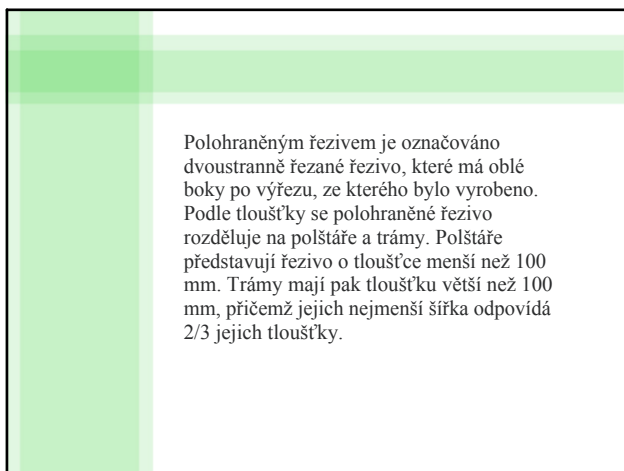 Polohraněným řezivem je označováno
dvoustranně řezané řezivo, které má oblé
boky po výřezu, ze kterého bylo vyrobeno.
Podle tloušťky se polohraněné řezivo
rozděluje na polštáře a trámy. Polštáře
představují řezivo o tloušťce menší než 100
mm. Trámy mají pak tloušťku větší než 100
mm, přičemž jejich nejmenší šířka odpovídá
2/3 jejich tloušťky.